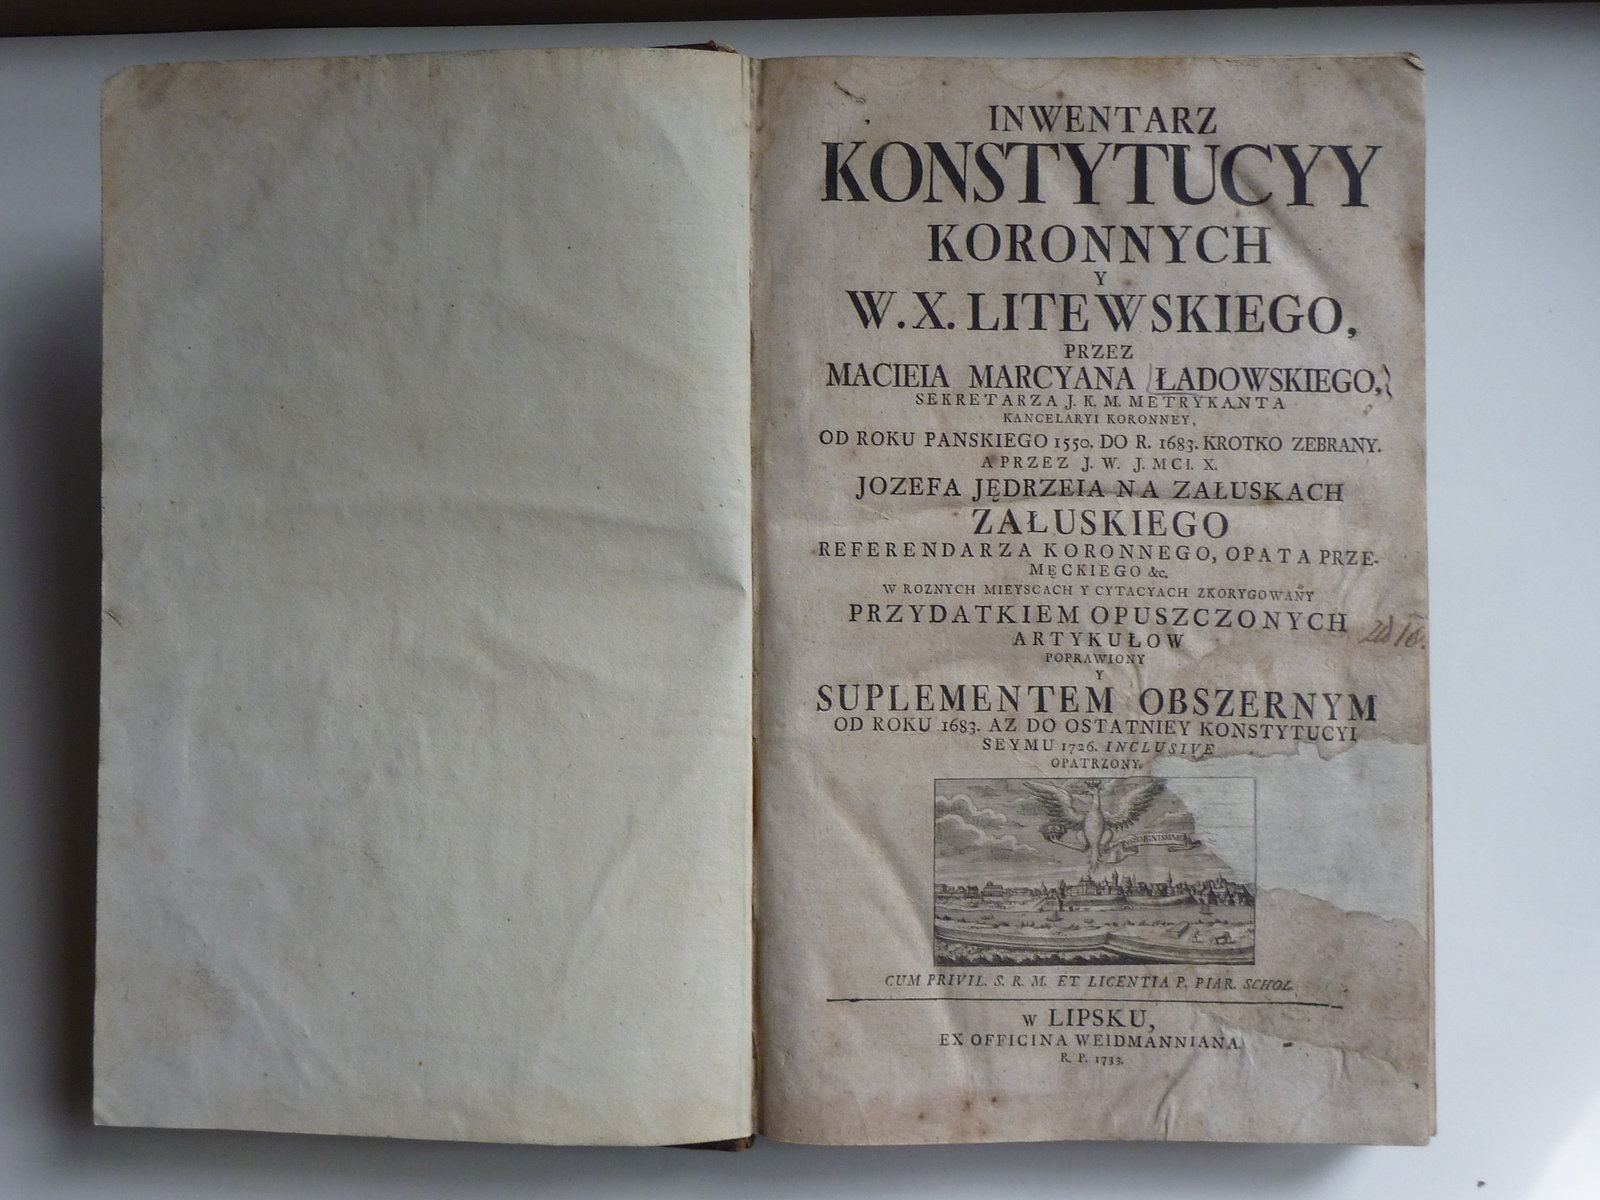 INWENTARZ
KONSTYTUCYY
KORONNYCH
Y
W.X. LITEWSKIEGO,
PRZEZ
MACIEIA MARCYANA ŁADOWSKIEGO,
SEKRETARZA J. K. M. METRYKANTA
KANCELARYI KORONNEY,
OD ROKU PANSKIEGO 1550. DO R. 1683. KROTKO ZEBRANY.
A PRZEZ J. W. J. MCI. X.
JOZEFA JĘDRZEIA NA ZAŁUSKACH
ZAŁUSKIEGO
REFERENDARZA KORONNEGO, OPATA PRZE-
MĘCKIEGO &c.
W ROZNYCH MIEYSCACH Y CYTACYACH ZKORYGOWANY
PRZYDATKIEM OPUSZCZONYCH
ARTYKUŁOW
POPRAWIONY
Y
SUPLEMENTEM OBSZERNYM
OD ROKU 1683. AZ DO OSTATNIEY KONSTYTUCYI
SEYMU 1726. INCLUSIVE
OPATRZONY.
CUM PRIVIL. S. R. M. ET LICENTIA P. PIAR. SCHOL.
W LIPSKU,
EX OFFICINA WEIDMANNIANA.
R. P. 1733.